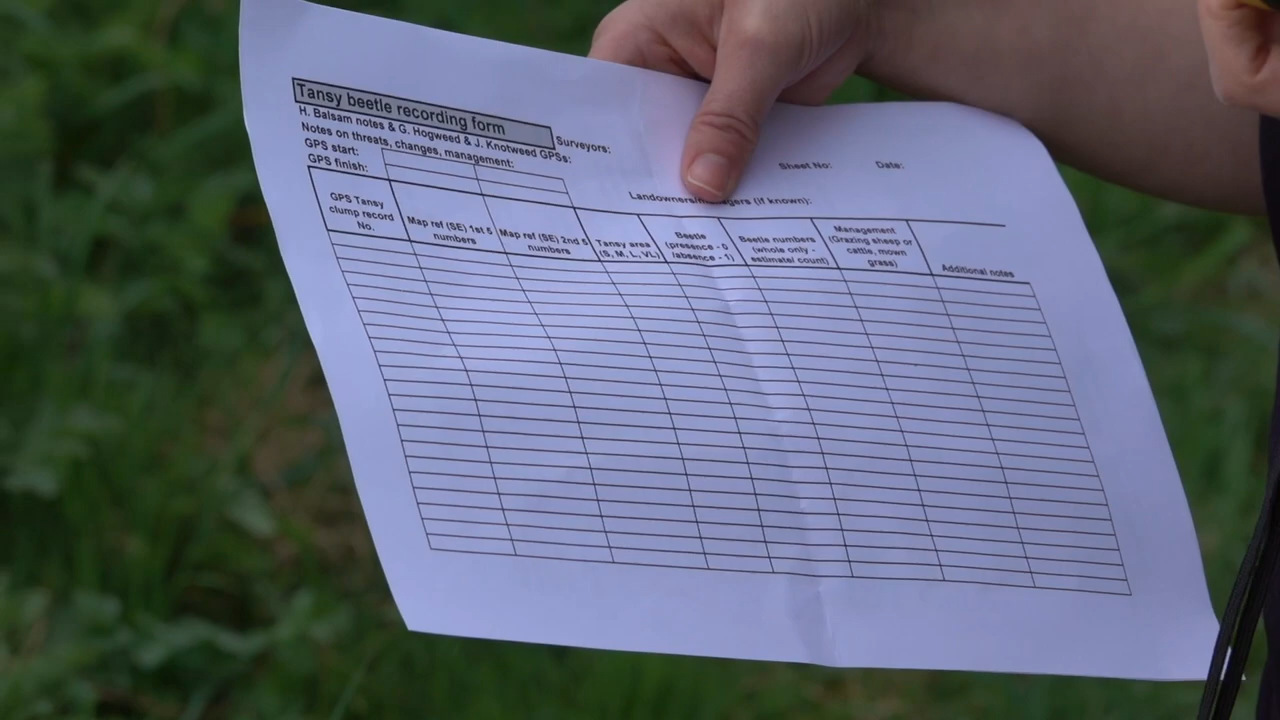 Tansy beetle recording form
Surveyors:
H. Balsam notes & G. Hogweed & J. Knotweed GPSs:
Notes on threats, changes, management:
GPS start:
GPS finish:
Sheet No:
Date:
(if known):
GPS Tansy
clump record
No.
Map ref (SE) 1st 5
numbers
Map ref (SE) 2nd 5
numbers
Tansy area
(S, M, L, VL)
Beetle
(presence - 0
/absence - 1)
Beetle numbers
(whole only -
estimate/ count)
Management
(Grazing sheep or
cattle, mown
grass)
Additional notes